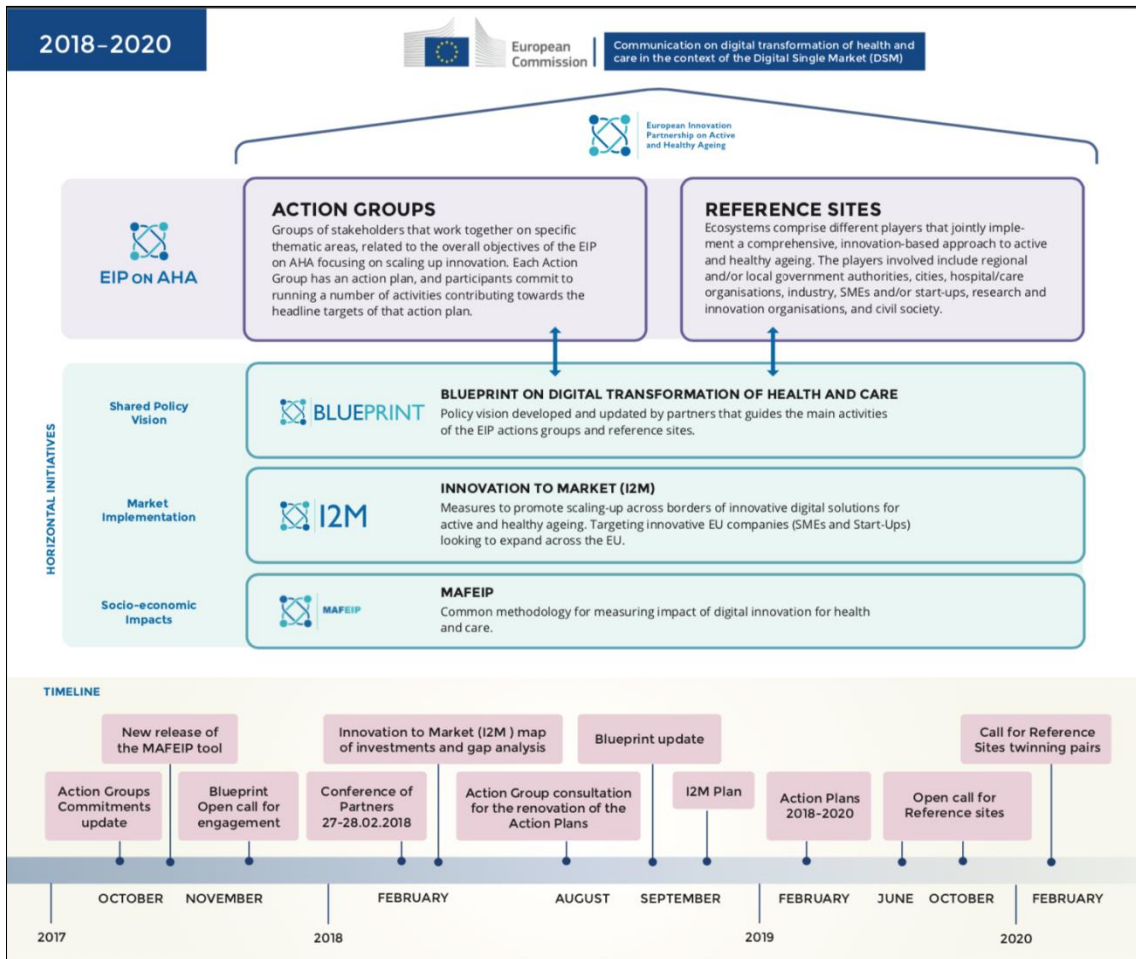 2018-2020
European
Commission
Communication on digital transformation of health and
care in the context of the Digital Single Market (DSM)
European Innovation
Partnership on Active
and Healthy Ageing
EIP ON AHA
ACTION GROUPS
Groups of stakeholders that work together on specific
thematic areas, related to the overall objectives of the EIP
on AHA focusing on scaling up innovation. Each Action
Group has an action plan, and participants commit to
running a number of activities contributing towards the
headline targets of that action plan.
REFERENCE SITES
Ecosystems comprise different players that jointly imple-
ment a comprehensive, innovation-based approach to active
and healthy ageing. The players involved include regional
and/or local government authorities, cities, hospital/care
organisations, industry, SMEs and/or start-ups, research and
innovation organisations, and civil society.
HORIZONTAL INITIATIVES
Shared Policy
Vision
BLUEPRINT
BLUEPRINT ON DIGITAL TRANSFORMATION OF HEALTH AND CARE
Policy vision developed and updated by partners that guides the main activities
of the EIP actions groups and reference sites.
Market
Implementation
I2M
INNOVATION TO MARKET (I2M)
Measures to promote scaling-up across borders of innovative digital solutions for
active and healthy ageing. Targeting innovative EU companies (SMEs and Start-Ups)
looking to expand across the EU.
Socio-economic
Impacts
MAFEIP
MAFEIP
Common methodology for measuring impact of digital innovation for health
and care.
TIMELINE
New release of
the MAFEIP tool
Innovation to Market (I2M ) map
of investments and gap analysis
Blueprint update
Call for Reference
Sites twinning pairs
Action Groups
Commitments
update
Blueprint
Open call for
engagement
Conference of
Partners
27-28.02.2018
Action Group consultation
for the renovation of the
Action Plans
I2M Plan
Action Plans
2018-2020
Open call for
Reference sites
OCTOBER
NOVEMBER
FEBRUARY
AUGUST
SEPTEMBER
FEBRUARY
JUNE
OCTOBER
FEBRUARY
2017
2018
2019
2020